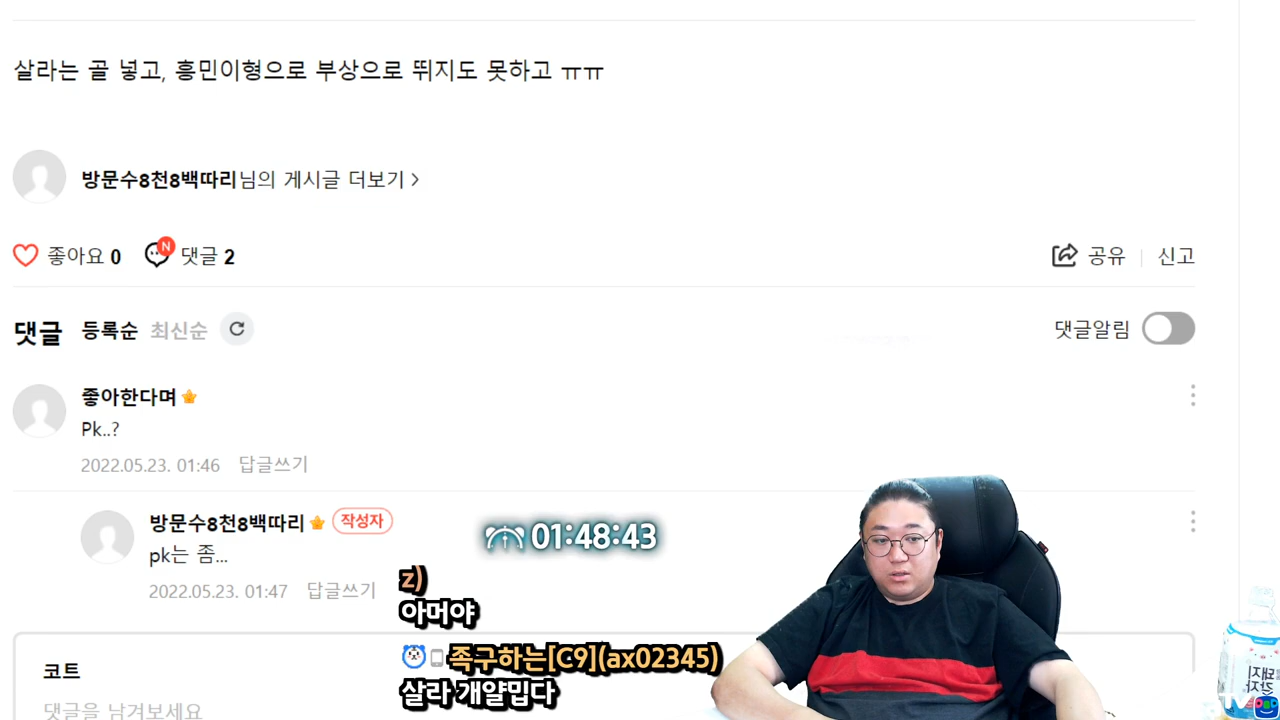 살라는 골 넣고, 흥민이형으로 부상으로 뛰지도 못하고 ㅠㅠ
방문수8천8백따리님의 게시글 더보기 >
좋아요 0 N 댓글 2 공유 신고
댓글 등록순 최신순 댓글알림
좋아한다며
Pk..?
2022.05.23. 01:46 답글쓰기
방문수8천8백따리 작성자
pk는 좀...
2022.05.23. 01:47 답글쓰기
01:48:43
z)
아머야
족구하는[C9](ax02345)
살라 개얄밉다
코트
댓글을 남겨보세요